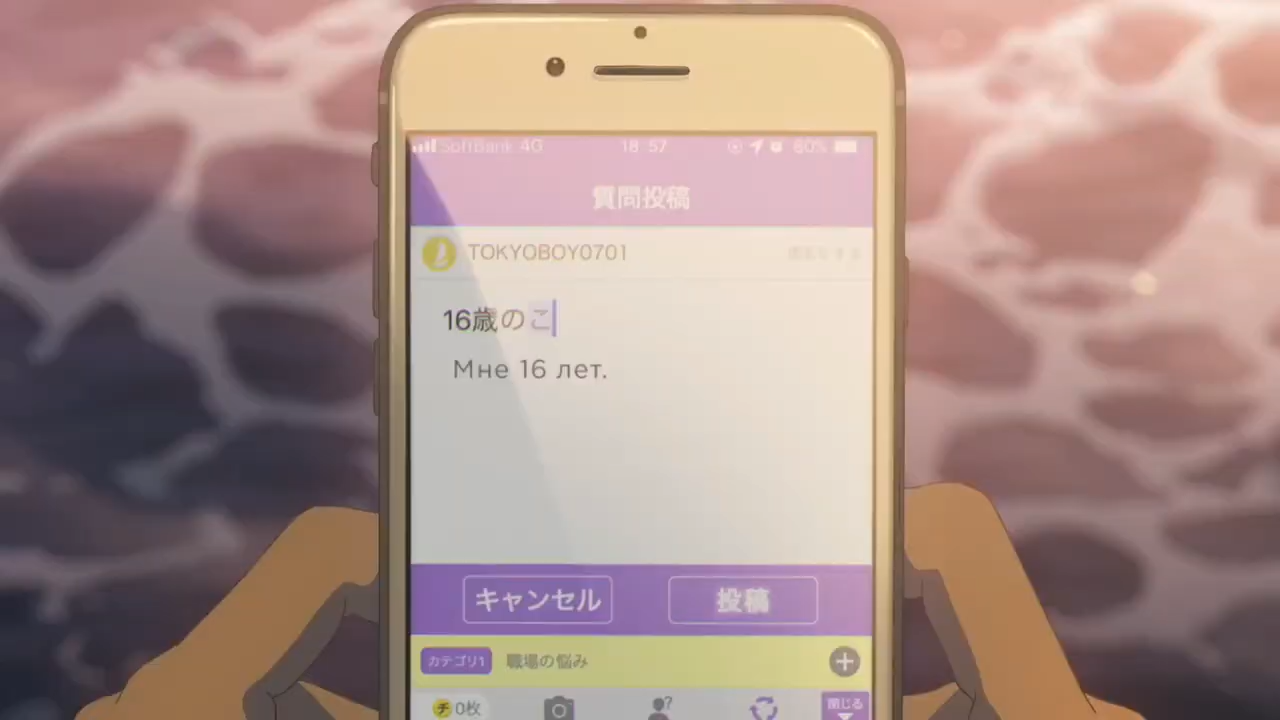 SoftBank 4G 18:57 60%
質問投稿
TOKYOBOY0701
16歳のこ
Мне 16 лет.
キャンセル 投稿
カテゴリ1 職場の悩み
チ 0枚 閉じる